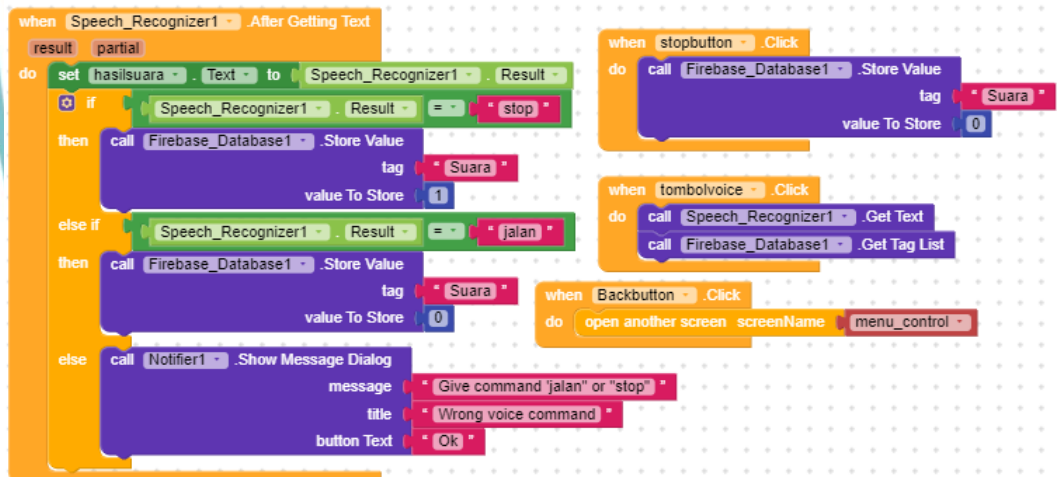 when Speech_Recognizer1 .After Getting Text
result partial
do set hasilsuara . Text to Speech_Recognizer1 . Result
if Speech_Recognizer1 . Result = " stop "
then call Firebase_Database1 .Store Value
tag " Suara "
value To Store 1
else if Speech_Recognizer1 . Result = " jalan "
then call Firebase_Database1 .Store Value
tag " Suara "
value To Store 0
else call Notifier1 .Show Message Dialog
message " Give command 'jalan" or "stop" "
title " Wrong voice command "
button Text " Ok "
when stopbutton .Click
do call Firebase_Database1 .Store Value
tag " Suara "
value To Store 0
when tombolvoice .Click
do call Speech_Recognizer1 .Get Text
call Firebase_Database1 .Get Tag List
when Backbutton .Click
do open another screen screenName menu_control